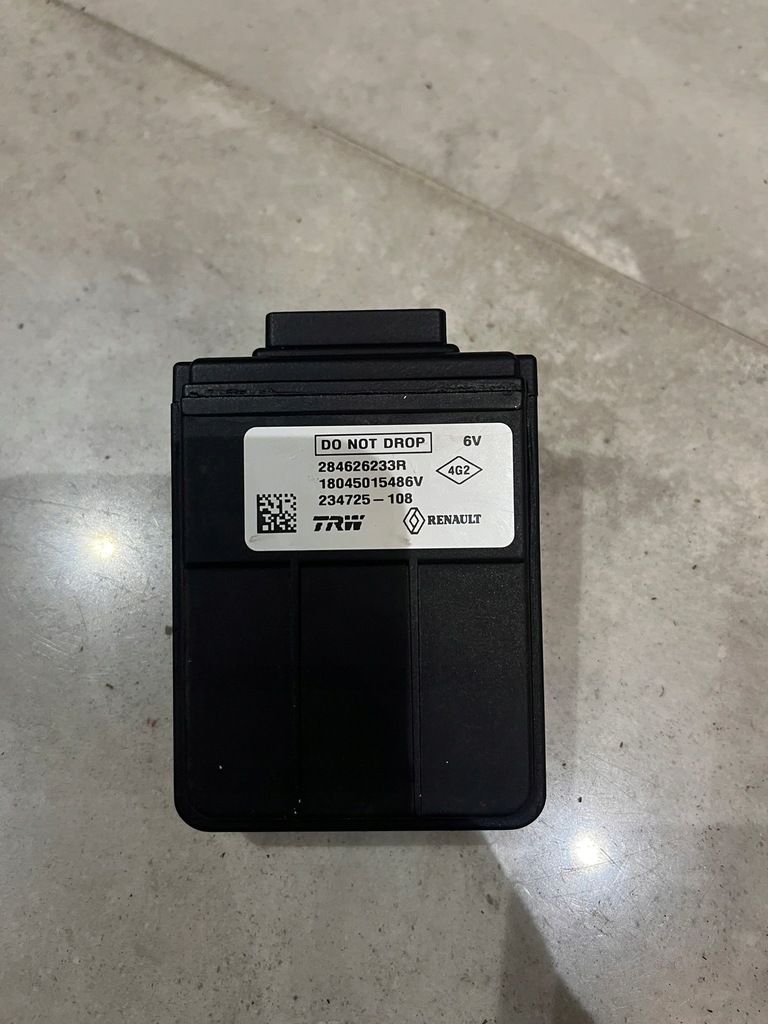 DO NOT DROP 6V
284626233R
4G2
18045015486V
234725-108
TRW RENAULT